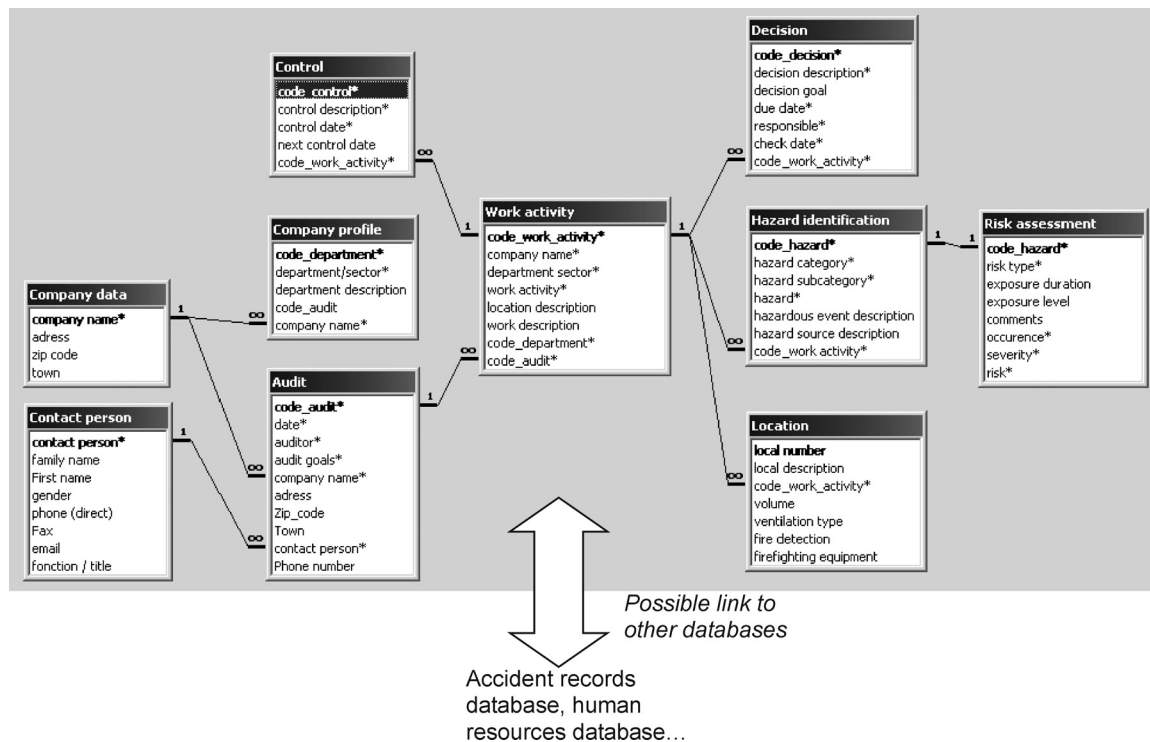 Control
code_control*
control description*
control date*
next control date
code_work_activity*
∞
Decision
code_decision*
decision description*
decision goal
due date*
responsible*
check date*
code_work_activity*
∞
Company profile
code_department*
department/sector*
department description
code_audit
company name*
∞
Work activity
code_work_activity*
company name*
department sector*
work activity*
location description
work description
code_department*
code_audit*
1
1
∞
Hazard identification
code_hazard*
hazard category*
hazard subcategory*
hazard*
hazardous event description
hazard source description
code_work activity*
∞
1
1
Risk assessment
code_hazard*
risk type*
exposure duration
exposure level
comments
occurence*
severity*
risk*
Company data
company name*
adress
zip code
town
1
Contact person
contact person*
family name
First name
gender
phone (direct)
Fax
email
fonction / title
1
Audit
code_audit*
date*
auditor*
audit goals*
company name*
adress
Zip_code
Town
contact person*
Phone number
1
∞
∞
Location
local number
local description
code_work_activity*
volume
ventilation type
fire detection
firefighting equipment
∞
Possible link to
other databases
Accident records
database, human
resources database…